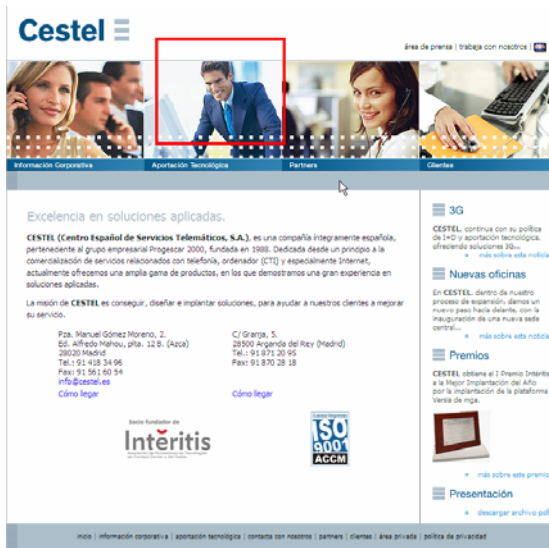 Cestel
área de prensa | trabaja con nosotros |
Información Corporativa
Aportación Tecnológica
Partners
Clientes
Excelencia en soluciones aplicadas.
CESTEL (Centro Español de Servicios Telemáticos, S.A.), es una compañía íntegramente española,
perteneciente al grupo empresarial Progescar 2000, fundada en 1988. Dedicada desde un principio a la
comercialización de servicios relacionados con telefonía, ordenador (CTI) y especialmente Internet,
actualmente ofrecemos una amplia gama de productos, en los que demostramos una gran experiencia en
soluciones aplicadas.
La misión de CESTEL es conseguir, diseñar e implantar soluciones, para ayudar a nuestros clientes a mejorar
su servicio.
Pza. Manuel Gómez Moreno, 2.
Ed. Alfredo Mahou, plta. 12 B. (Azca)
28020 Madrid
Tel.: 91 418 34 96
Fax: 91 561 60 54
info@cestel.es
Cómo llegar
C/ Granja, 5.
28500 Arganda del Rey (Madrid)
Tel.: 91 871 20 95
Fax: 91 870 28 18
Cómo llegar
Socio fundador de
Intěritis
ISO
9001
ACCM
3G
CESTEL, continua con su política
de I+D y aportación tecnológica,
ofreciendo soluciones 3G...
más sobre esta noticia
Nuevas oficinas
En CESTEL, dentro de nuestro
proceso de expansión, damos un
nuevo paso hacia delante, con la
inauguración de una nueva sede
central...
más sobre esta noticia
Premios
CESTEL obtiene el I Premio Intěritis
a la Mejor Implantación del Año
por la implantación de la plataforma
Versia de mga.
más sobre este premio
Presentación
descargar archivo pdf
inicio | información corporativa | aportación tecnológica | contacta con nosotros | partners | clientes | área privada | política de privacidad